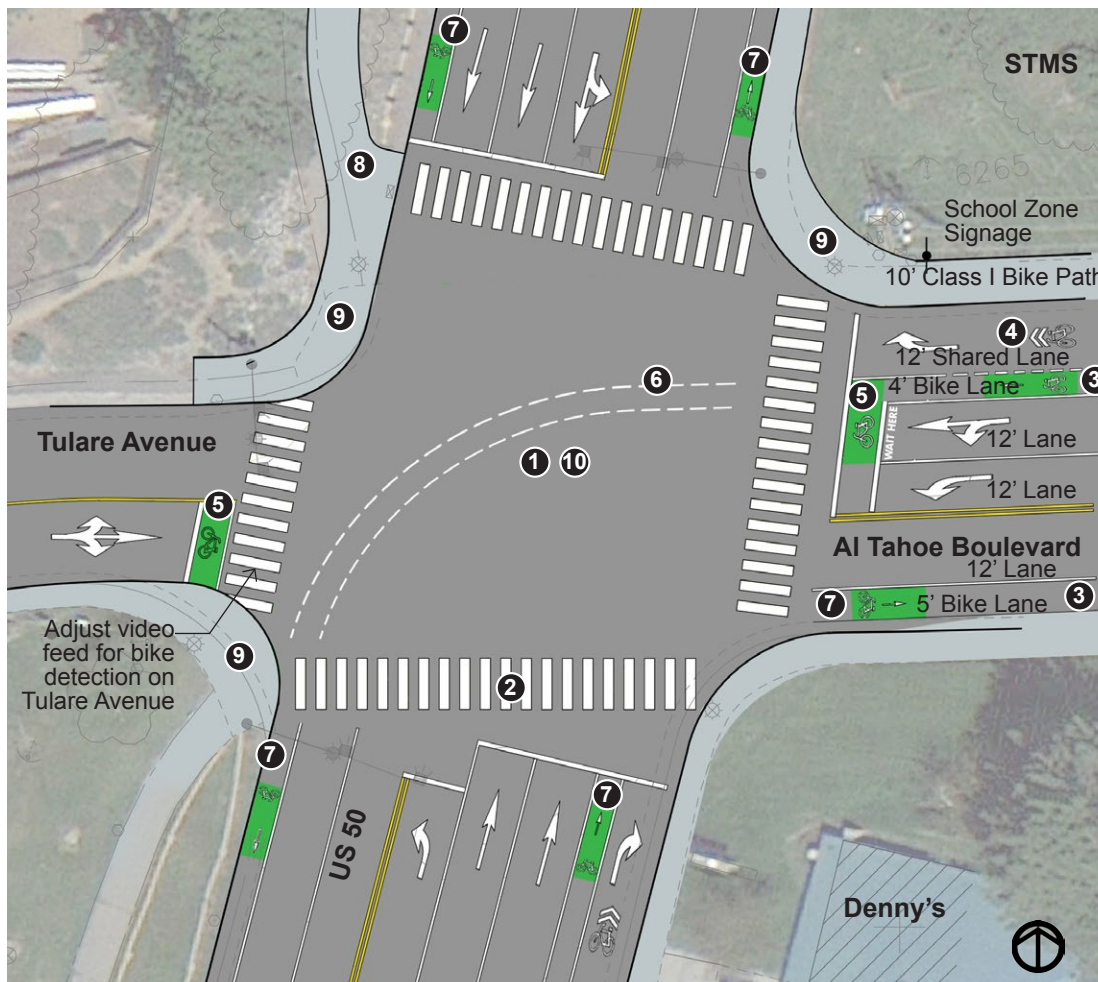 7
7
STMS
6265
8
School Zone
Signage
9
10' Class I Bike Path
9
4
12' Shared Lane
6
4' Bike Lane
3
5
WAIT HERE
12' Lane
Tulare Avenue
1 10
12' Lane
5
Al Tahoe Boulevard
12' Lane
7
5' Bike Lane
3
Adjust video
feed for bike
detection on
Tulare Avenue
9
2
7
7
US 50
Denny's